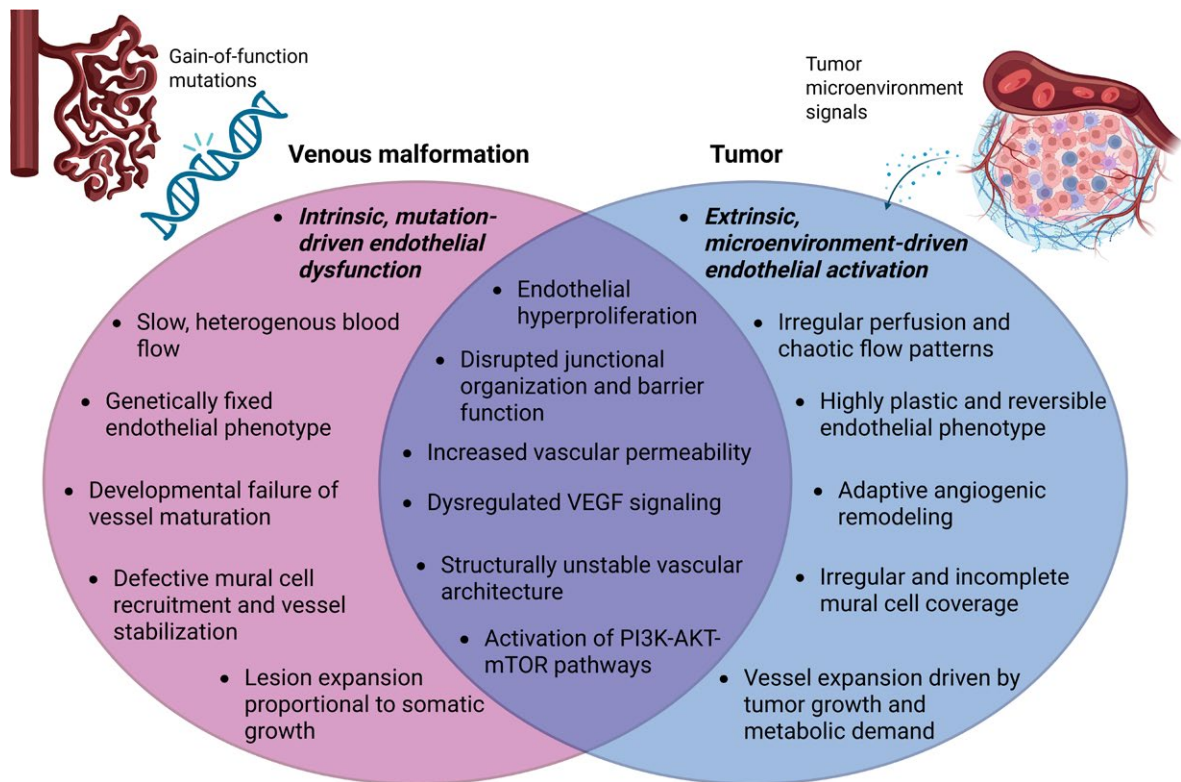 Gain-of-function
mutations
Tumor
microenvironment
signals
Venous malformation
Tumor
• Intrinsic, mutation-
driven endothelial
dysfunction
• Slow, heterogenous blood
flow
• Genetically fixed
endothelial phenotype
• Developmental failure of
vessel maturation
• Defective mural cell
recruitment and vessel
stabilization
• Lesion expansion
proportional to somatic
growth
• Endothelial
hyperproliferation
• Disrupted junctional
organization and barrier
function
• Increased vascular permeability
• Dysregulated VEGF signaling
• Structurally unstable vascular
architecture
• Activation of PI3K-AKT-
mTOR pathways
• Extrinsic,
microenvironment-driven
endothelial activation
• Irregular perfusion and
chaotic flow patterns
• Highly plastic and reversible
endothelial phenotype
• Adaptive angiogenic
remodeling
• Irregular and incomplete
mural cell coverage
• Vessel expansion driven by
tumor growth and
metabolic demand